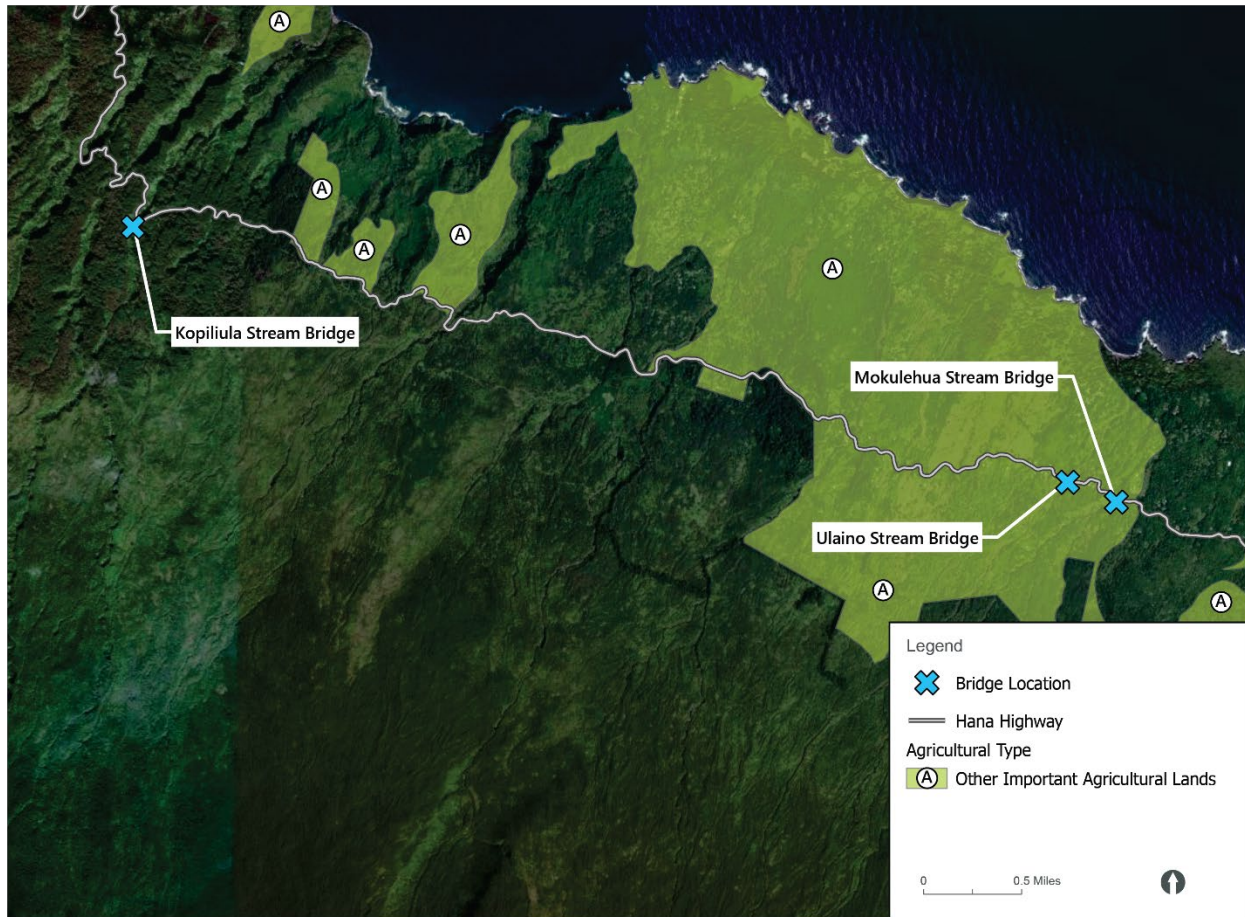 A
A
A
A
A
Kopiliula Stream Bridge
Mokulehua Stream Bridge
Ulaino Stream Bridge
A
A
Legend
Bridge Location
Hana Highway
Agricultural Type
A Other Important Agricultural Lands
0 0.5 Miles